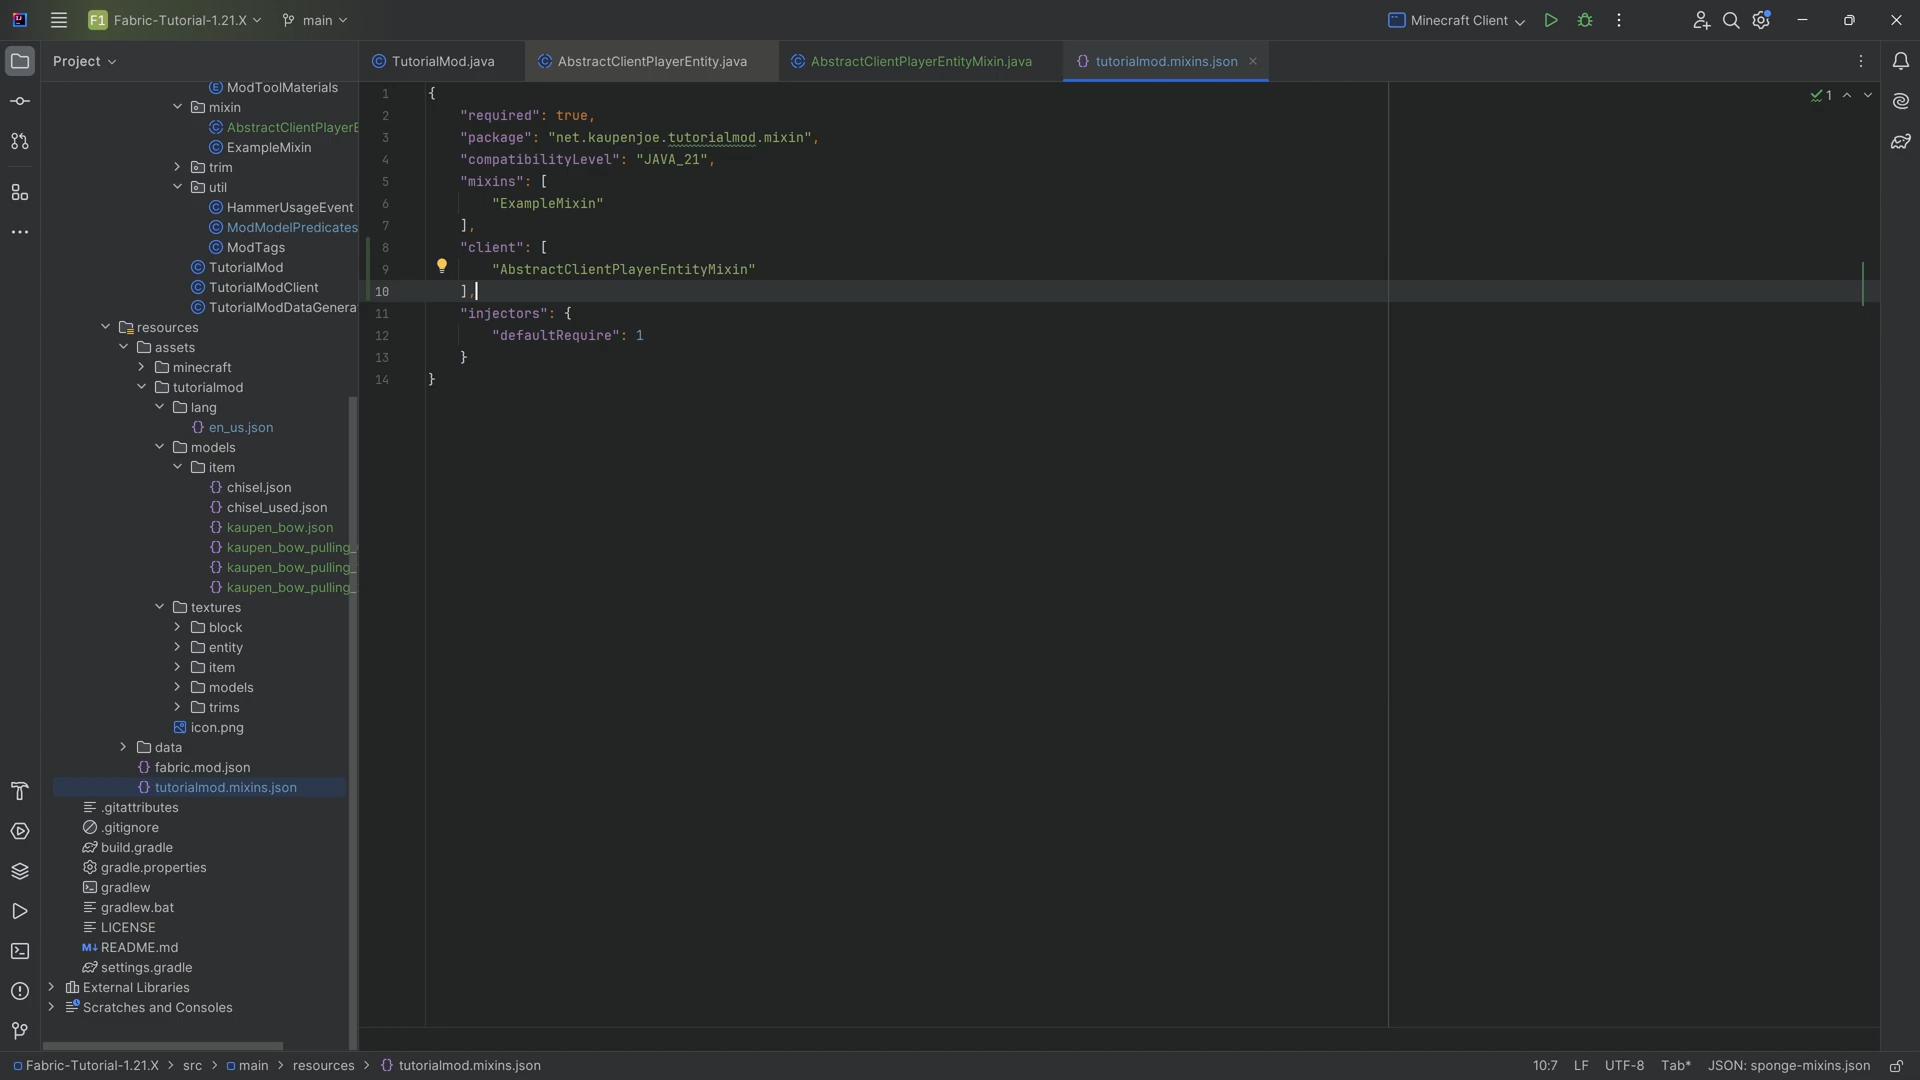 F1 Fabric-Tutorial-1.21.X main Minecraft Client
Project
TutorialMod.java AbstractClientPlayerEntity.java AbstractClientPlayerEntityMixin.java tutorialmod.mixins.json
ModToolMaterials
mixin
AbstractClientPlayerE
ExampleMixin
trim
util
HammerUsageEvent
ModModelPredicates
ModTags
TutorialMod
TutorialModClient
TutorialModDataGenera
resources
assets
minecraft
tutorialmod
lang
en_us.json
models
item
chisel.json
chisel_used.json
kaupen_bow.json
kaupen_bow_pulling_
kaupen_bow_pulling_
kaupen_bow_pulling_
textures
block
entity
item
models
trims
icon.png
data
fabric.mod.json
tutorialmod.mixins.json
.gitattributes
.gitignore
build.gradle
gradle.properties
gradlew
gradlew.bat
LICENSE
M↓ README.md
settings.gradle
External Libraries
Scratches and Consoles
1 {
2 "required": true,
3 "package": "net.kaupenjoe.tutorialmod.mixin",
4 "compatibilityLevel": "JAVA_21",
5 "mixins": [
6 "ExampleMixin"
7 ],
8 "client": [
9 "AbstractClientPlayerEntityMixin"
10 ],
11 "injectors": {
12 "defaultRequire": 1
13 }
14 }
1
Fabric-Tutorial-1.21.X > src > main > resources > {} tutorialmod.mixins.json
10:7 LF UTF-8 Tab* JSON: sponge-mixins.json